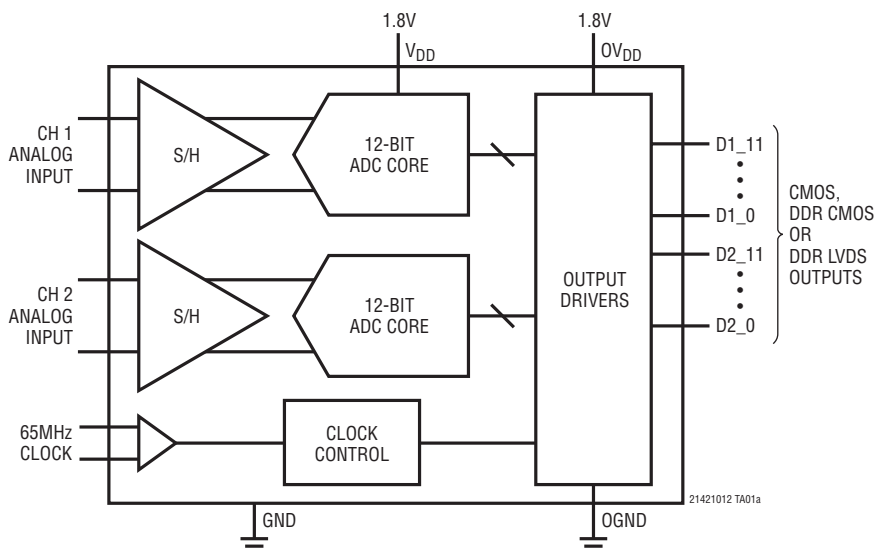 1.8V
1.8V
VDD
OVDD
CH 1
ANALOG
INPUT
S/H
12-BIT
ADC CORE
D1_11
D1_0
D2_11
D2_0
CMOS,
DDR CMOS
OR
DDR LVDS
OUTPUTS
OUTPUT
DRIVERS
CH 2
ANALOG
INPUT
S/H
12-BIT
ADC CORE
65MHz
CLOCK
CLOCK
CONTROL
21421012 TA01a
GND
OGND